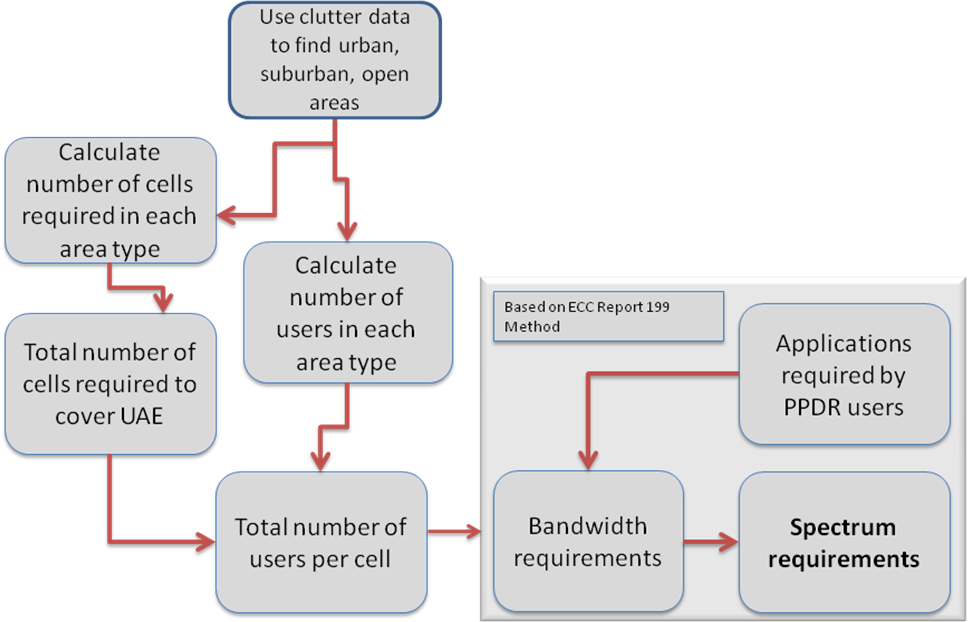 Use clutter data
to find urban,
suburban, open
areas
Calculate
number of cells
required in each
area type
Calculate
number of
users in each
area type
Total number of
cells required to
cover UAE
Based on ECC Report 199
Method
Applications
required by
PPDR users
Total number of
users per cell
Bandwidth
requirements
Spectrum
requirements